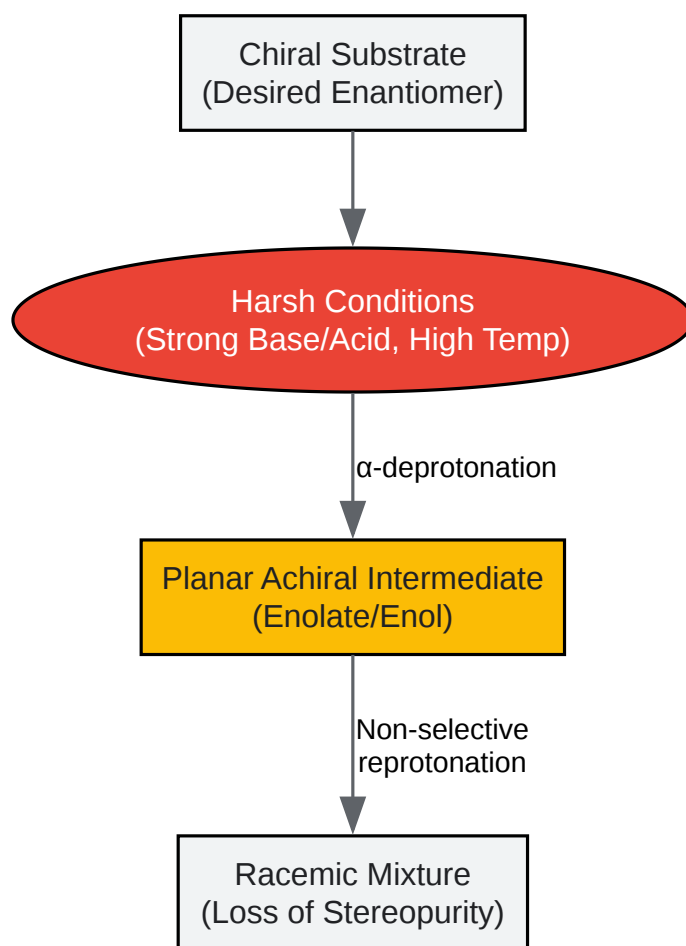 Chiral Substrate
(Desired Enantiomer)
Harsh Conditions
(Strong Base/Acid, High Temp)
α-deprotonation
Planar Achiral Intermediate
(Enolate/Enol)
Non-selective
reprotonation
Racemic Mixture
(Loss of Stereopurity)